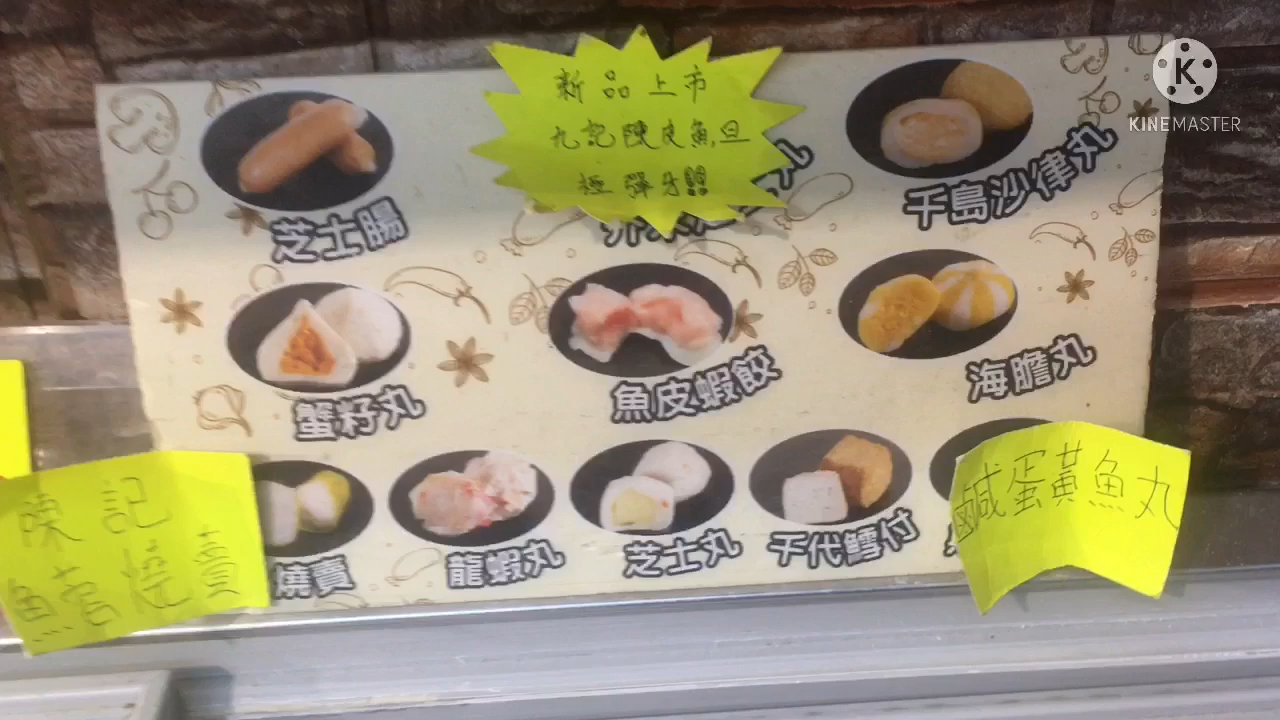 新品上市
九記陳皮魚旦
極彈牙!!!
K
KINEMASTER
芝士腸
千島沙律丸
蟹籽丸
魚皮蝦餃
海膽丸
陳記
魚蓉燒賣
燒賣
龍蝦丸
芝士丸
千代鱈付
鹹蛋黃魚丸